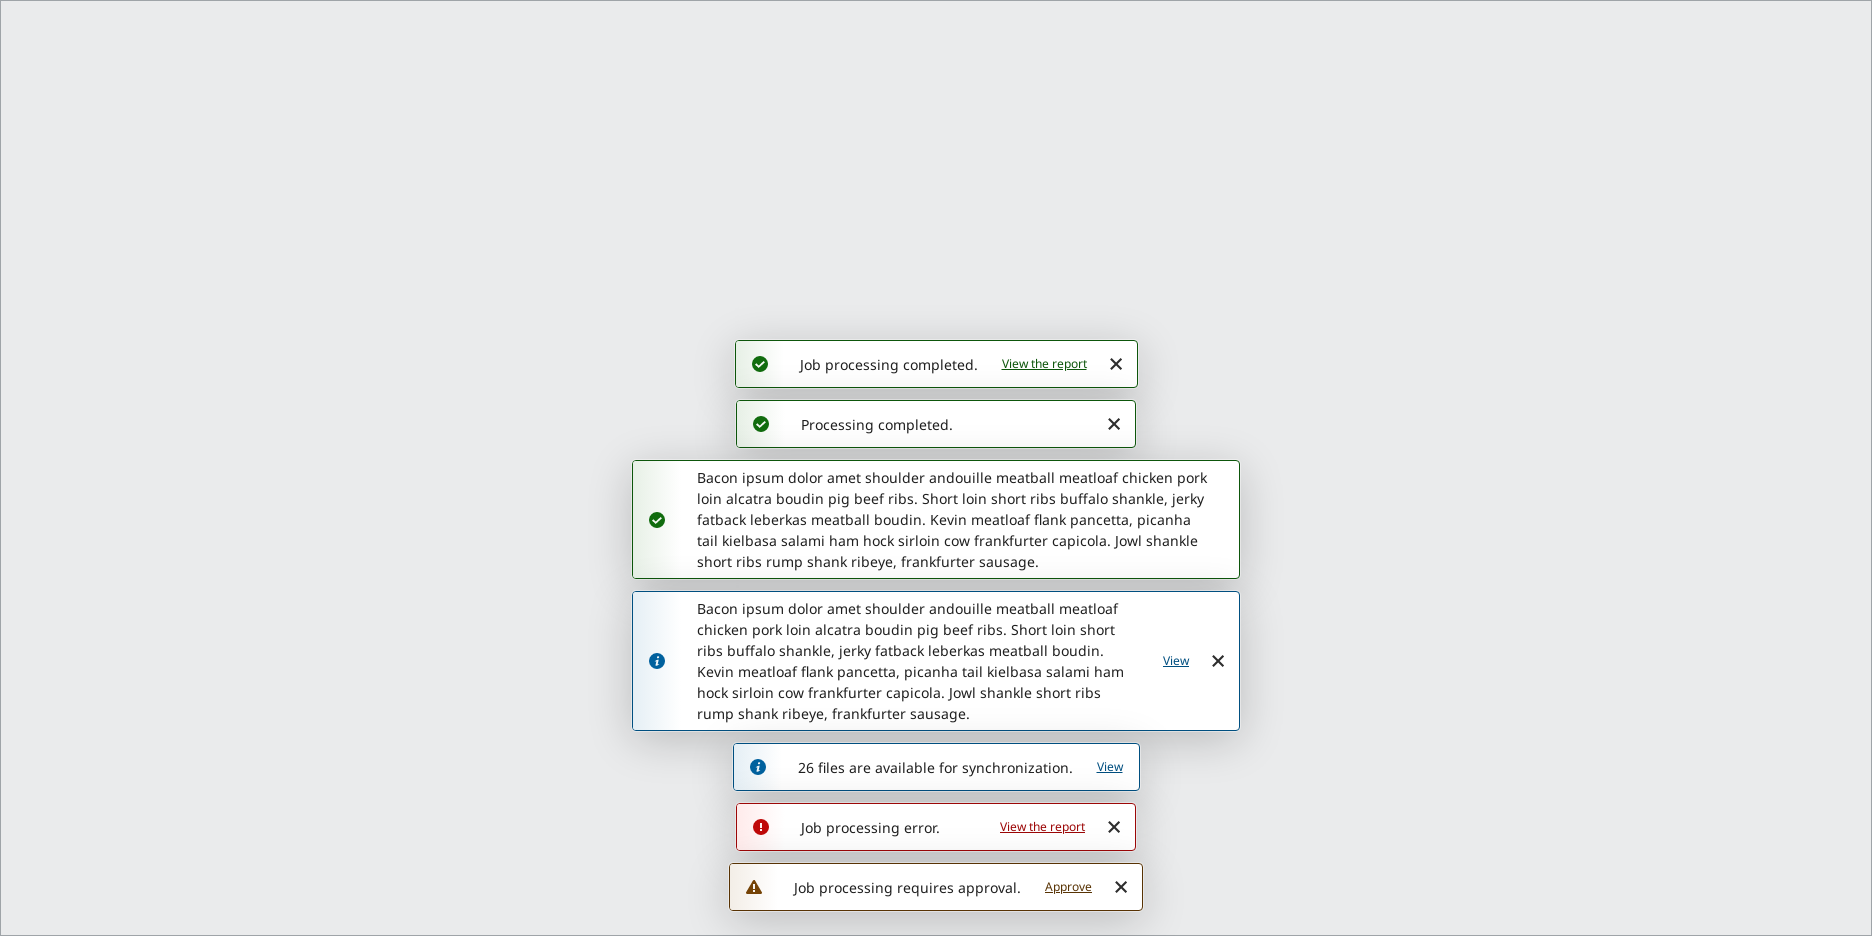 Job processing completed. View the report
Processing completed.
Bacon ipsum dolor amet shoulder andouille meatball meatloaf chicken pork
loin alcatra boudin pig beef ribs. Short loin short ribs buffalo shankle, jerky
fatback leberkas meatball boudin. Kevin meatloaf flank pancetta, picanha
tail kielbasa salami ham hock sirloin cow frankfurter capicola. Jowl shankle
short ribs rump shank ribeye, frankfurter sausage.
Bacon ipsum dolor amet shoulder andouille meatball meatloaf
chicken pork loin alcatra boudin pig beef ribs. Short loin short
ribs buffalo shankle, jerky fatback leberkas meatball boudin.
Kevin meatloaf flank pancetta, picanha tail kielbasa salami ham
hock sirloin cow frankfurter capicola. Jowl shankle short ribs
rump shank ribeye, frankfurter sausage.
View
26 files are available for synchronization. View
Job processing error. View the report
Job processing requires approval. Approve